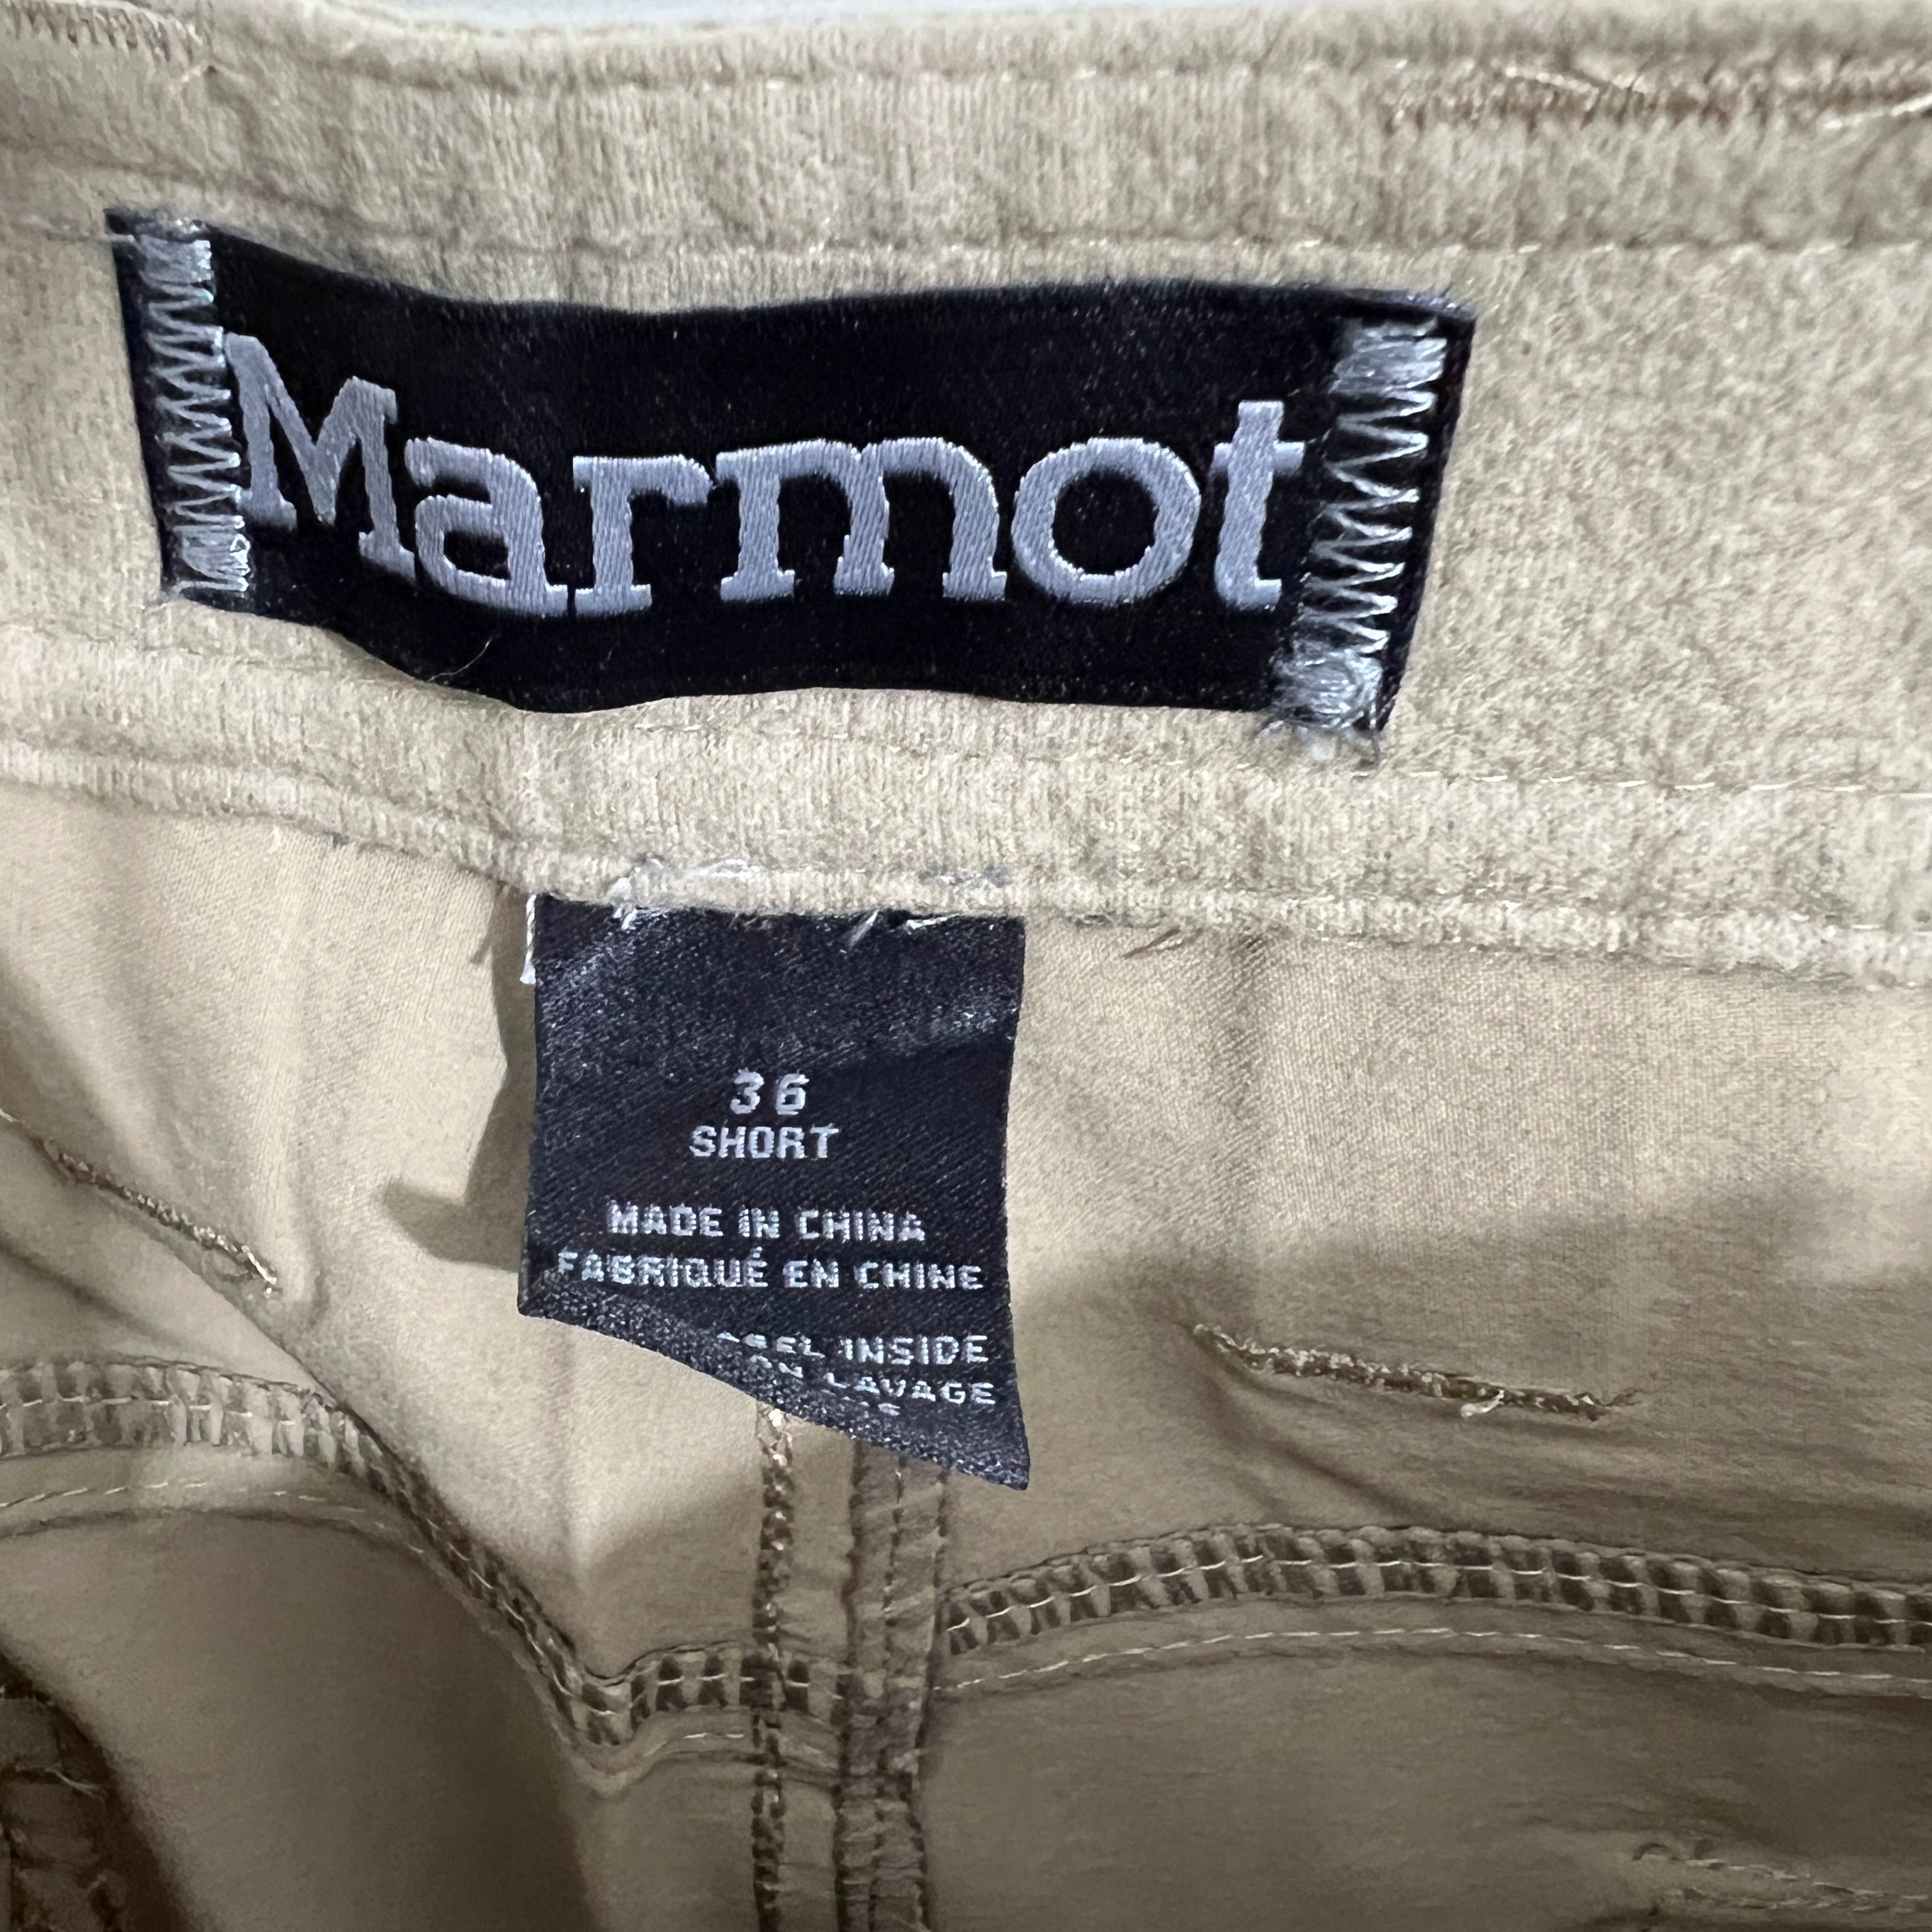 Marmot
36
SHORT
MADE IN CHINA
FABRIQUÉ EN CHINE
INSIDE
LAVAGE